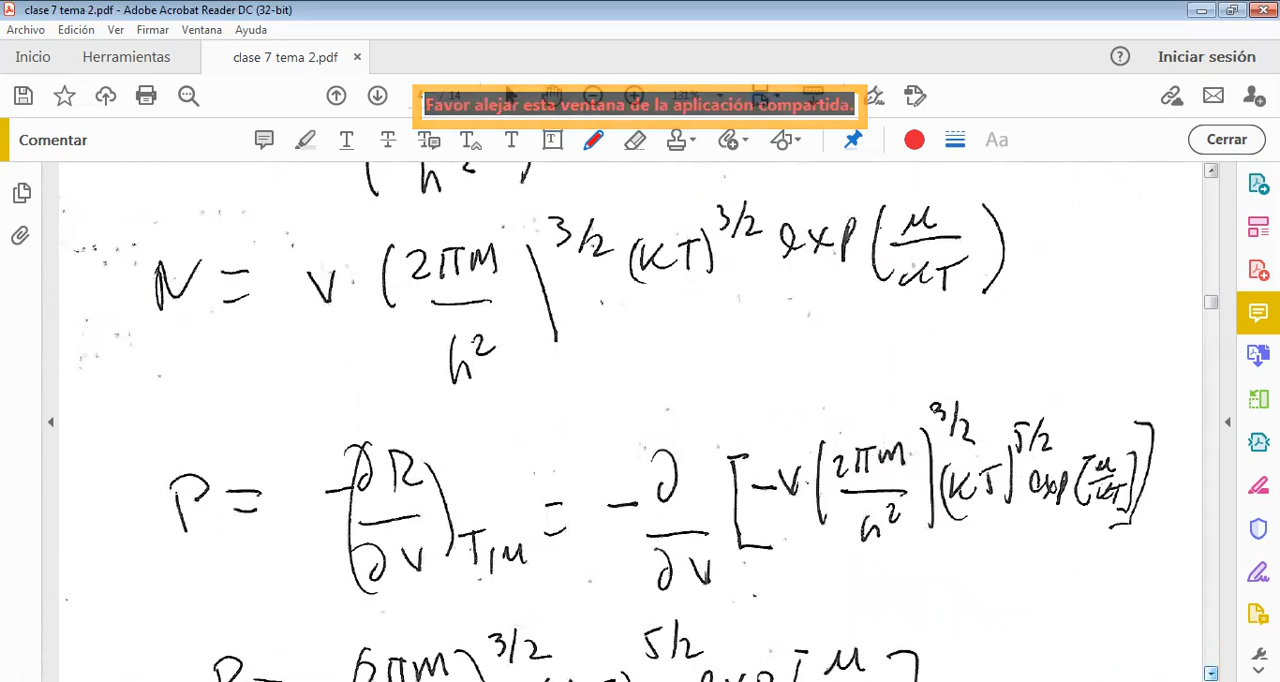 clase 7 tema 2.pdf - Adobe Acrobat Reader DC (32-bit)
Archivo Edición Ver Firmar Ventana Ayuda
Inicio Herramientas clase 7 tema 2.pdf × Iniciar sesión
/ 14 131%
Favor alejar esta ventana de la aplicación compartida.
Comentar Aa Cerrar
N = V (2πm / h²)^3/2 (KT)^3/2 exp(μ / KT)
P = -(∂Ω / ∂V)T,μ = -∂ / ∂V [-V (2πm / h²)^3/2 (KT)^5/2 exp[μ / KT]]